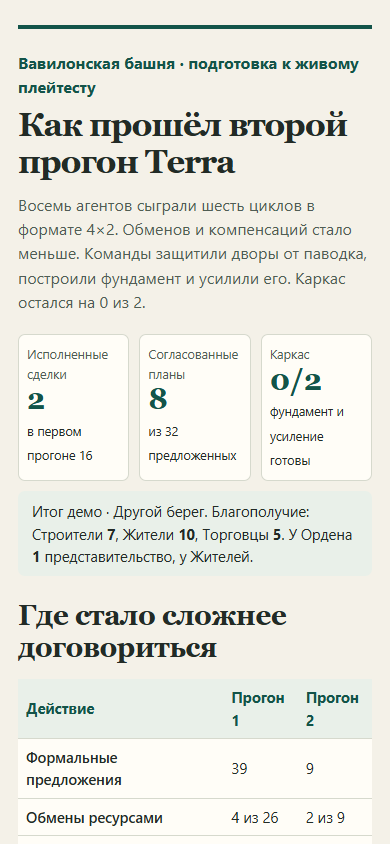 Вавилонская башня · подготовка к живому
плейтесту
Как прошёл второй
прогон Terra
Восемь агентов сыграли шесть циклов в
формате 4×2. Обменов и компенсаций стало
меньше. Команды защитили дворы от паводка,
построили фундамент и усилили его. Каркас
остался на 0 из 2.
Исполненные
сделки
2
в первом
прогоне 16
Согласованные
планы
8
из 32
предложенных
Каркас
0/2
фундамент и
усиление
готовы
Итог демо · Другой берег. Благополучие:
Строители 7, Жители 10, Торговцы 5. У Ордена
1 представительство, у Жителей.
Где стало сложнее
договориться
Действие
Прогон
1
Прогон
2
Формальные
предложения
39
9
Обмены ресурсами
4 из 26
2 из 9